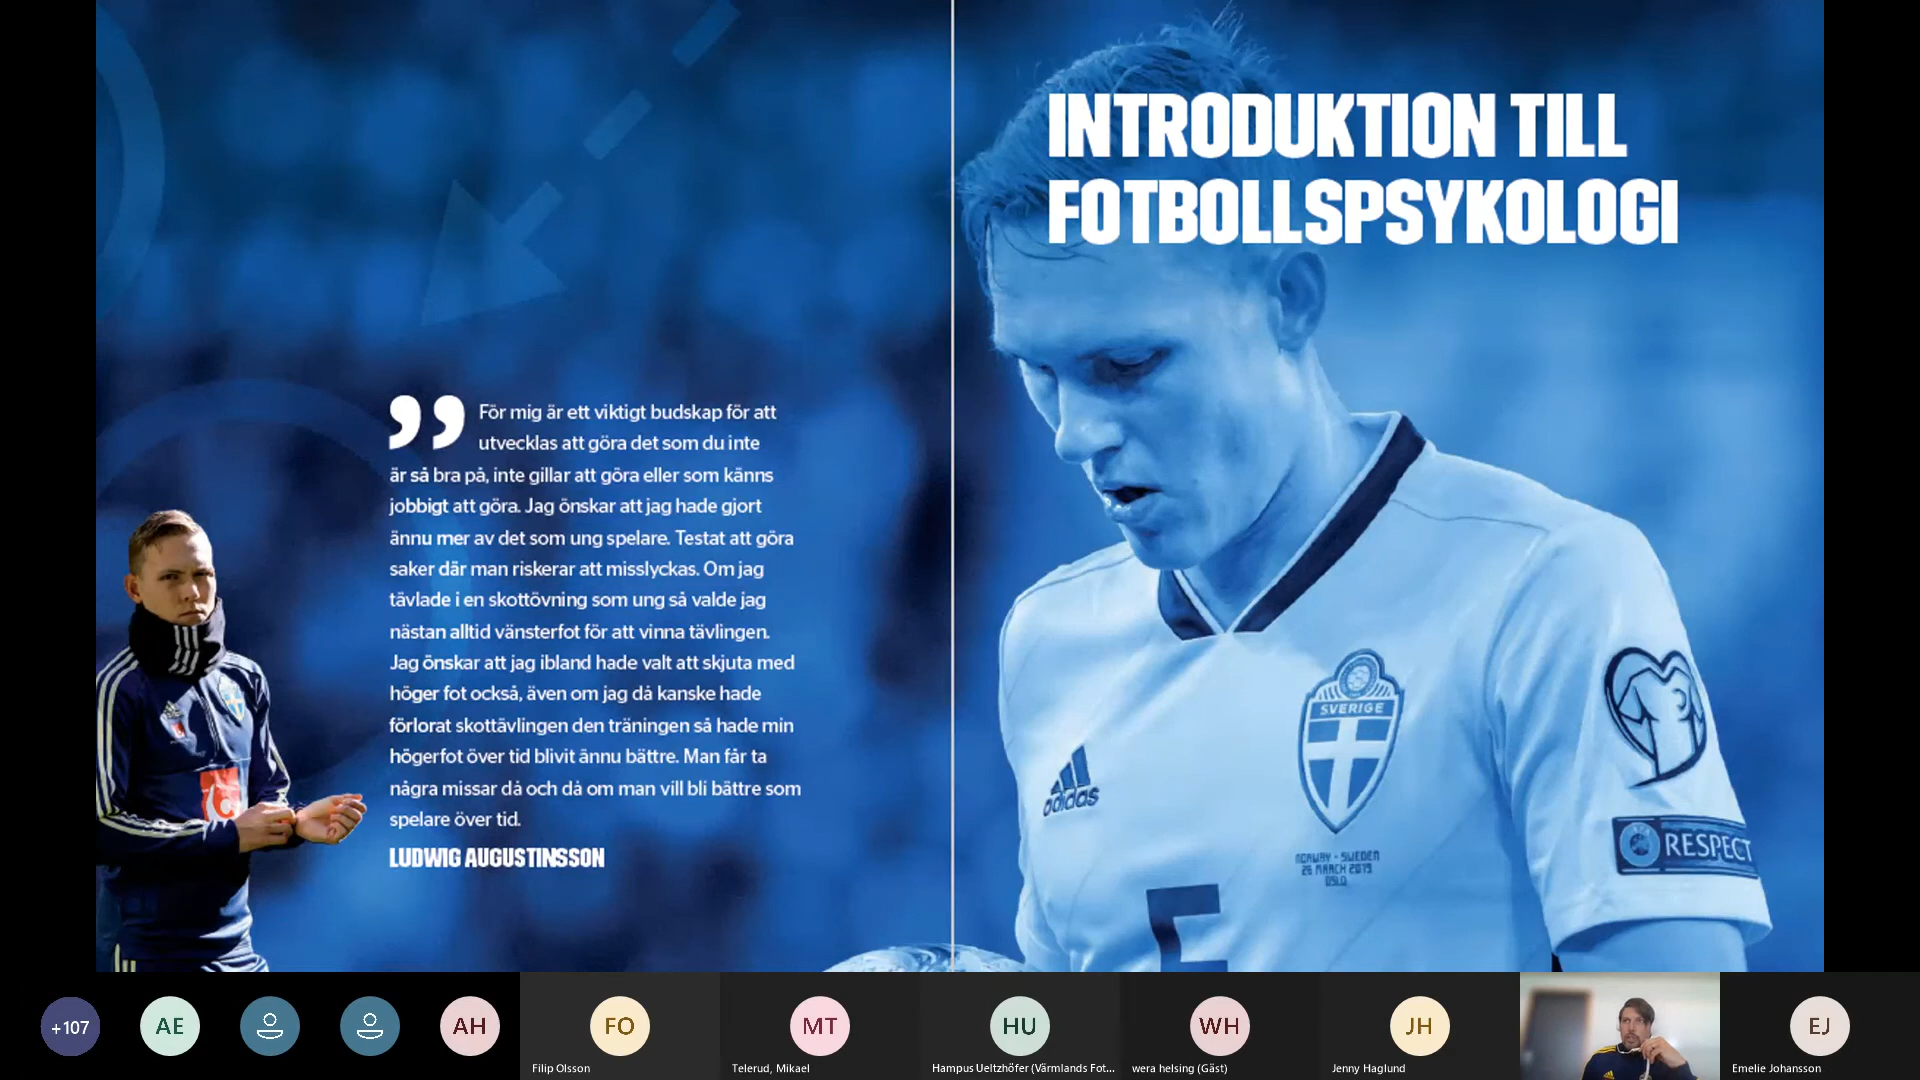 INTRODUKTION TILL
FOTBOLLSPSYKOLOGI
”För mig är ett viktigt budskap för att
utvecklas att göra det som du inte
är så bra på, inte gillar att göra eller som känns
jobbigt att göra. Jag önskar att jag hade gjort
ännu mer av det som ung spelare. Testat att göra
saker där man riskerar att misslyckas. Om jag
tävlade i en skottövning som ung så valde jag
nästan alltid vänsterfot för att vinna tävlingen.
Jag önskar att jag ibland hade valt att skjuta med
höger fot också, även om jag då kanske hade
förlorat skottävlingen den träningen så hade min
högerfot över tid blivit ännu bättre. Man får ta
några missar då och då om man vill bli bättre som
spelare över tid.
LUDWIG AUGUSTINSSON
SVERIGE
adidas
RESPECT
NORWAY - SWEDEN
26 MARCH 2019
OSLO
+107
AE
AH
FO
MT
HU
WH
JH
EJ
Filip Olsson
Telerud, Mikael
Hampus Ueltzhöfer (Värmlands Fot...
wera helsing (Gäst)
Jenny Haglund
Emelie Johansson